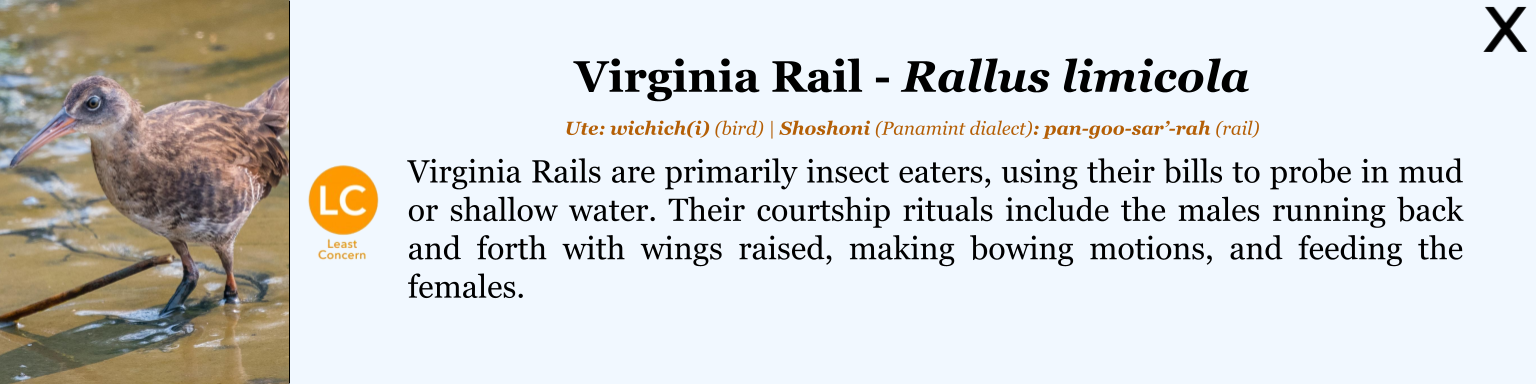 X
Virginia Rail - Rallus limicola
Ute: wichich(i) (bird) | Shoshoni (Panamint dialect): pan-goo-sar’-rah (rail)
LC
Least
Concern
Virginia Rails are primarily insect eaters, using their bills to probe in mud
or shallow water. Their courtship rituals include the males running back
and forth with wings raised, making bowing motions, and feeding the
females.